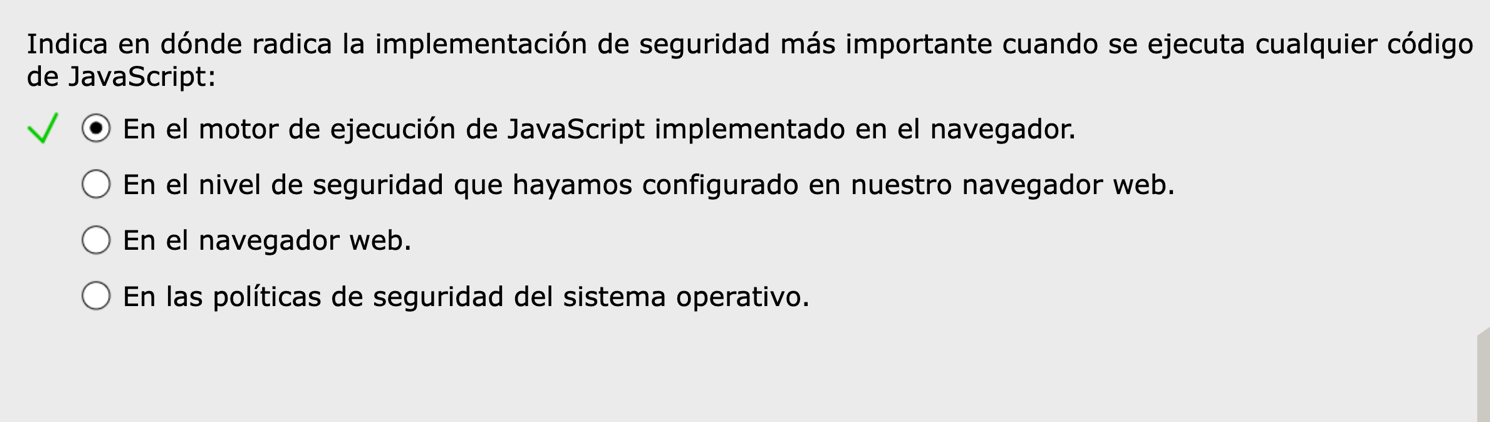 Indica en dónde radica la implementación de seguridad más importante cuando se ejecuta cualquier código
de JavaScript:
En el motor de ejecución de JavaScript implementado en el navegador.
En el nivel de seguridad que hayamos configurado en nuestro navegador web.
En el navegador web.
En las políticas de seguridad del sistema operativo.